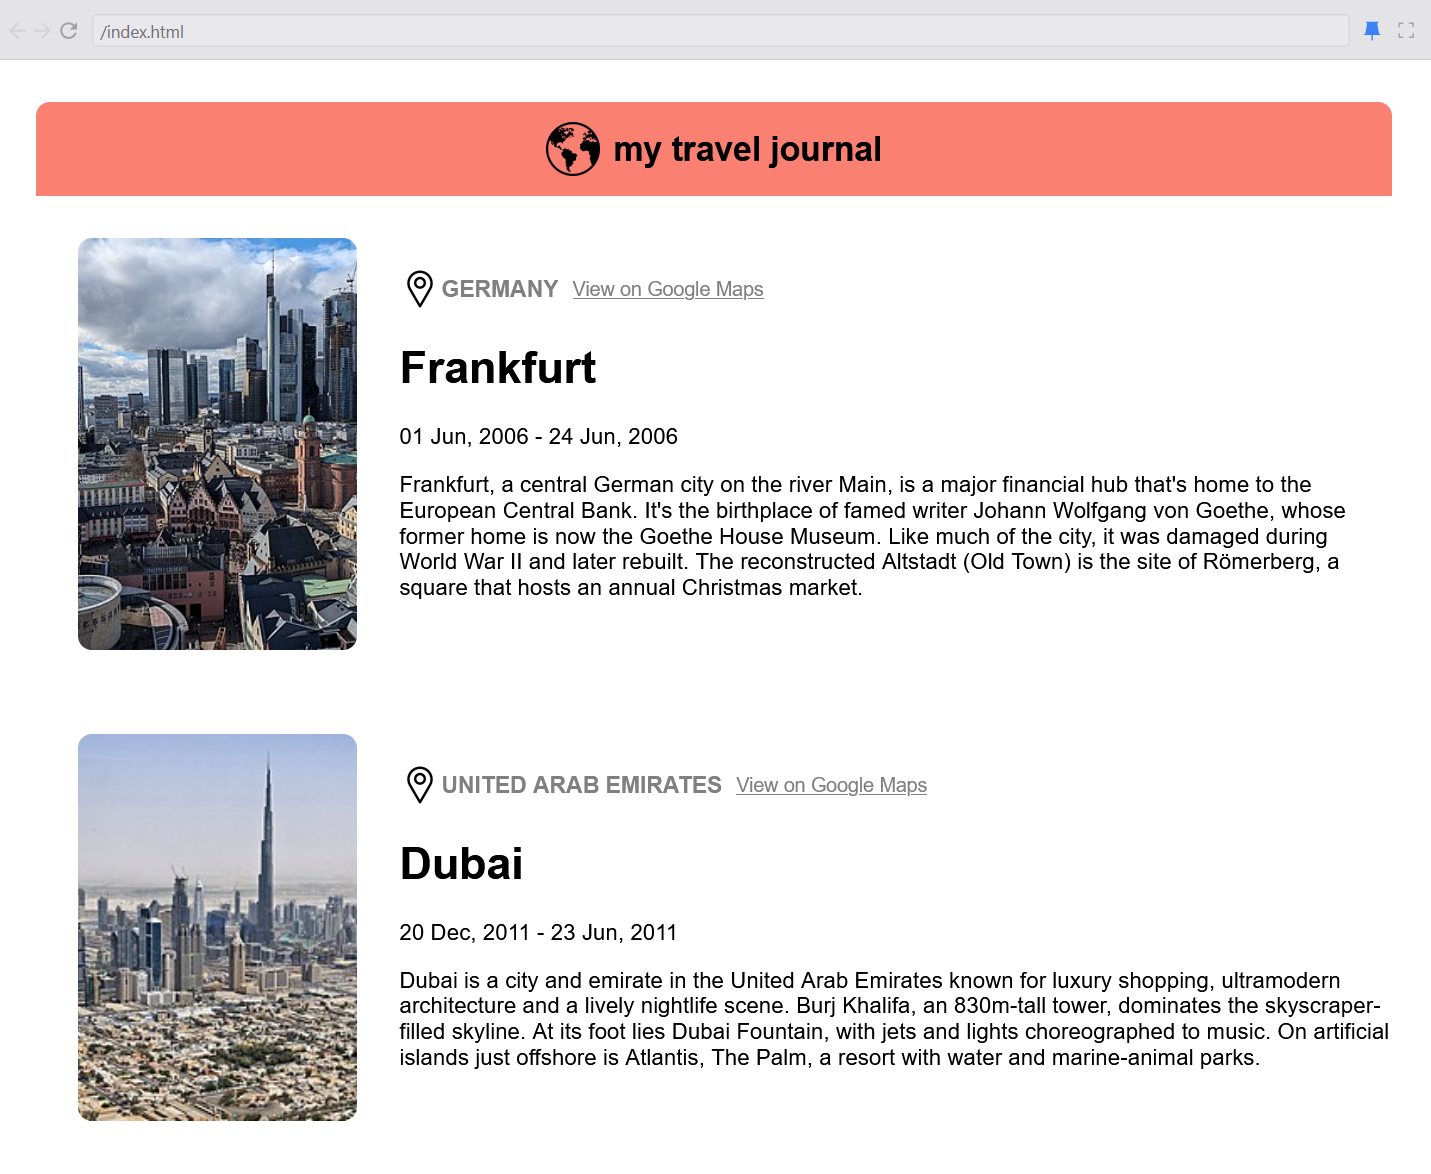 /index.html
my travel journal
GERMANY View on Google Maps
Frankfurt
01 Jun, 2006 - 24 Jun, 2006
Frankfurt, a central German city on the river Main, is a major financial hub that's home to the
European Central Bank. It's the birthplace of famed writer Johann Wolfgang von Goethe, whose
former home is now the Goethe House Museum. Like much of the city, it was damaged during
World War II and later rebuilt. The reconstructed Altstadt (Old Town) is the site of Römerberg, a
square that hosts an annual Christmas market.
UNITED ARAB EMIRATES View on Google Maps
Dubai
20 Dec, 2011 - 23 Jun, 2011
Dubai is a city and emirate in the United Arab Emirates known for luxury shopping, ultramodern
architecture and a lively nightlife scene. Burj Khalifa, an 830m-tall tower, dominates the skyscraper-
filled skyline. At its foot lies Dubai Fountain, with jets and lights choreographed to music. On artificial
islands just offshore is Atlantis, The Palm, a resort with water and marine-animal parks.